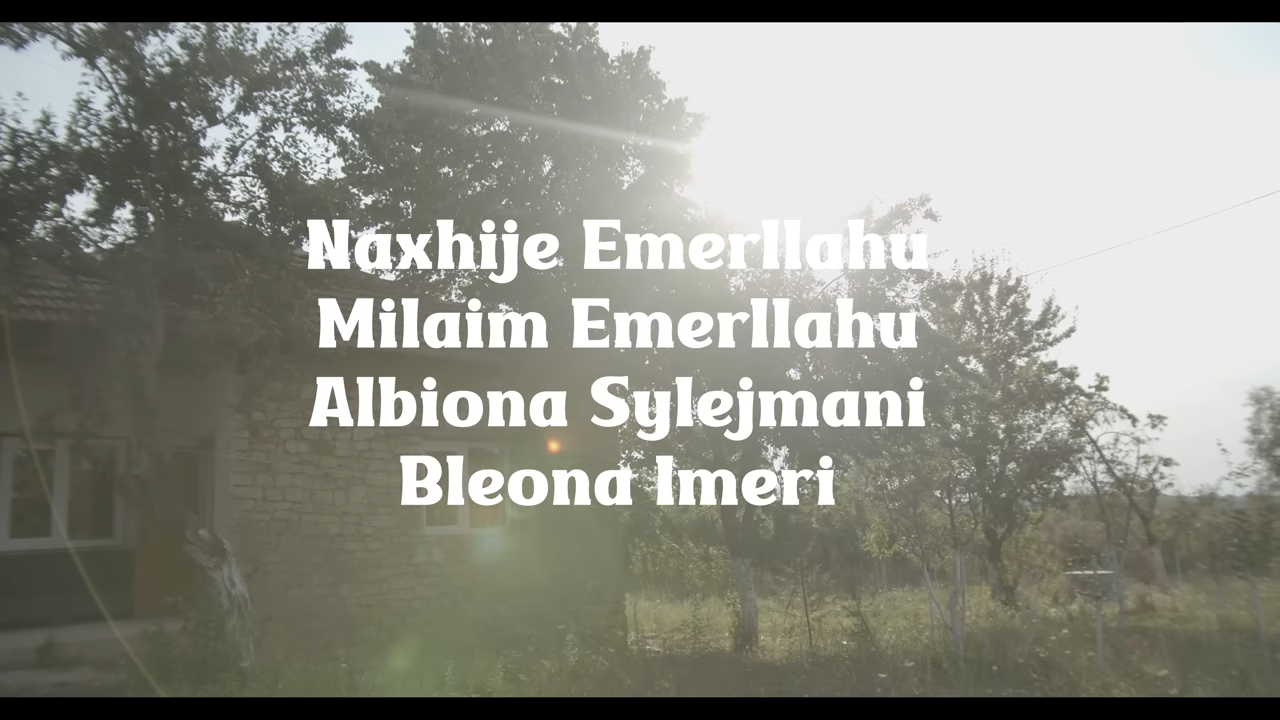 Naxhije Emerllahu
Milaim Emerllahu
Albiona Sylejmani
Bleona Imeri